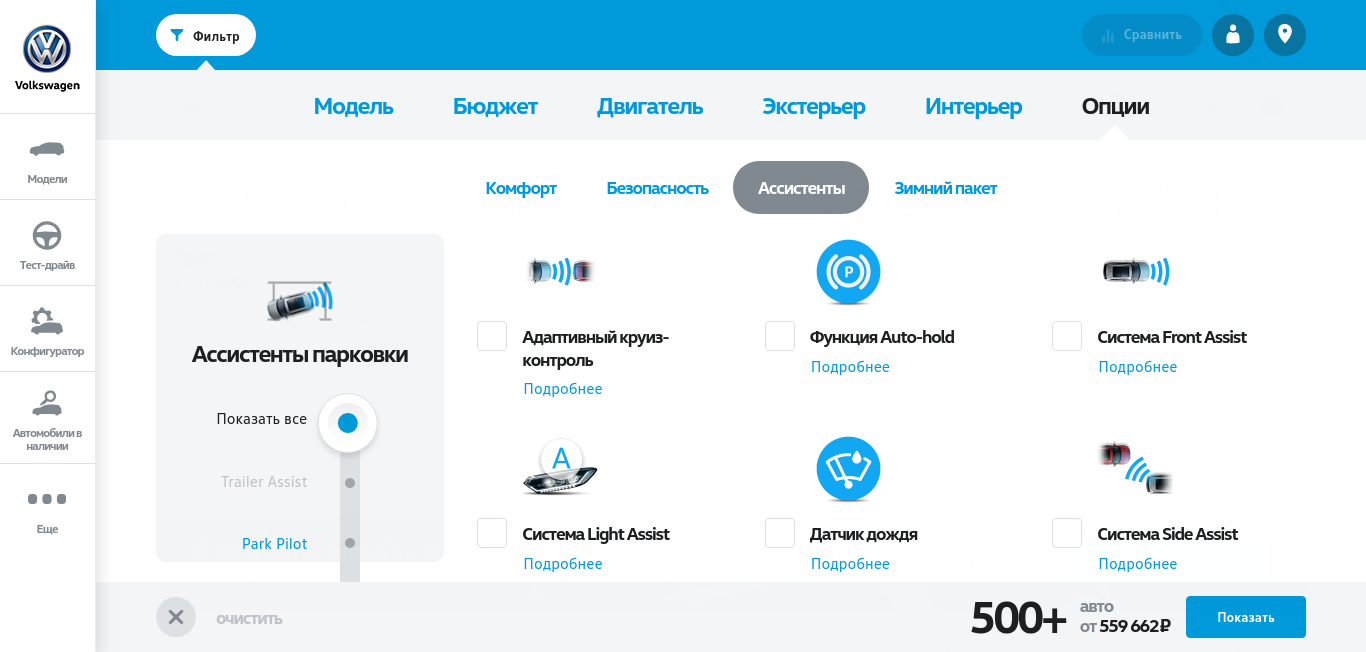 Фильтр
Сравнить
Volkswagen
Модель Бюджет Двигатель Экстерьер Интерьер Опции
Модели
Тест-драйв
Конфигуратор
Автомобили в
наличии
Еще
Комфорт Безопасность Ассистенты Зимний пакет
Ассистенты парковки
Показать все
Trailer Assist
Park Pilot
Адаптивный круиз-
контроль
Подробнее
P
Функция Auto-hold
Подробнее
Система Front Assist
Подробнее
A
Система Light Assist
Подробнее
Датчик дождя
Подробнее
Система Side Assist
Подробнее
очистить
500+
авто
от 559 662₽
Показать